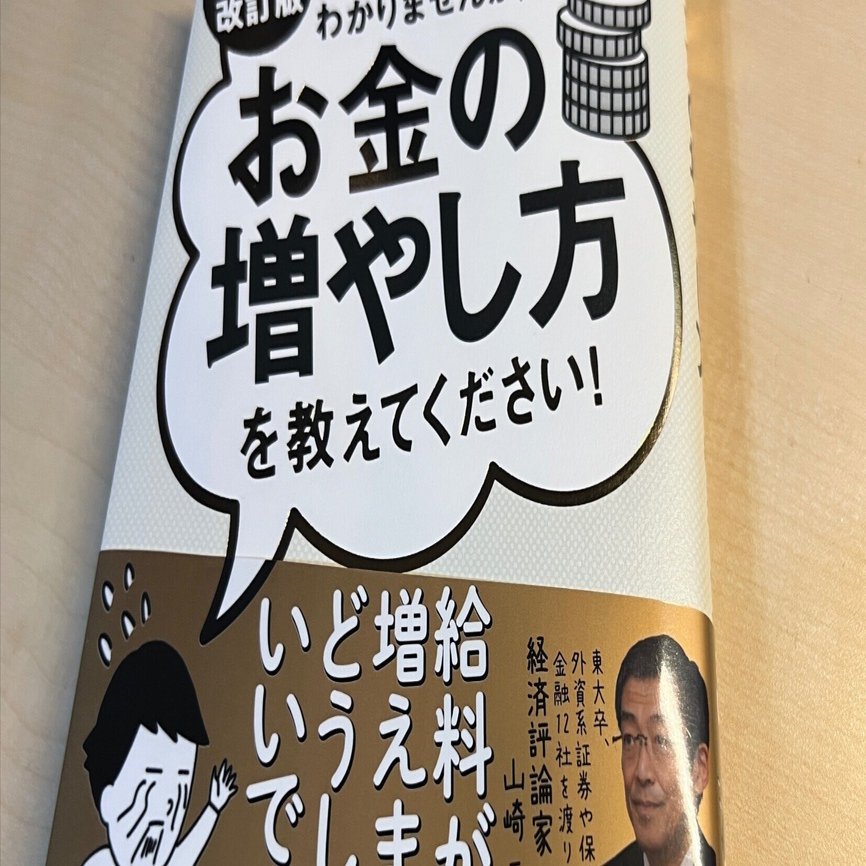 改訂版
わかりませんが、
お金の
増やし方
を教えてください!
給料が
増えま
どうし
いいで
東大卒、
外資系証券や保
金融12社を渡り
経済評論家
山崎